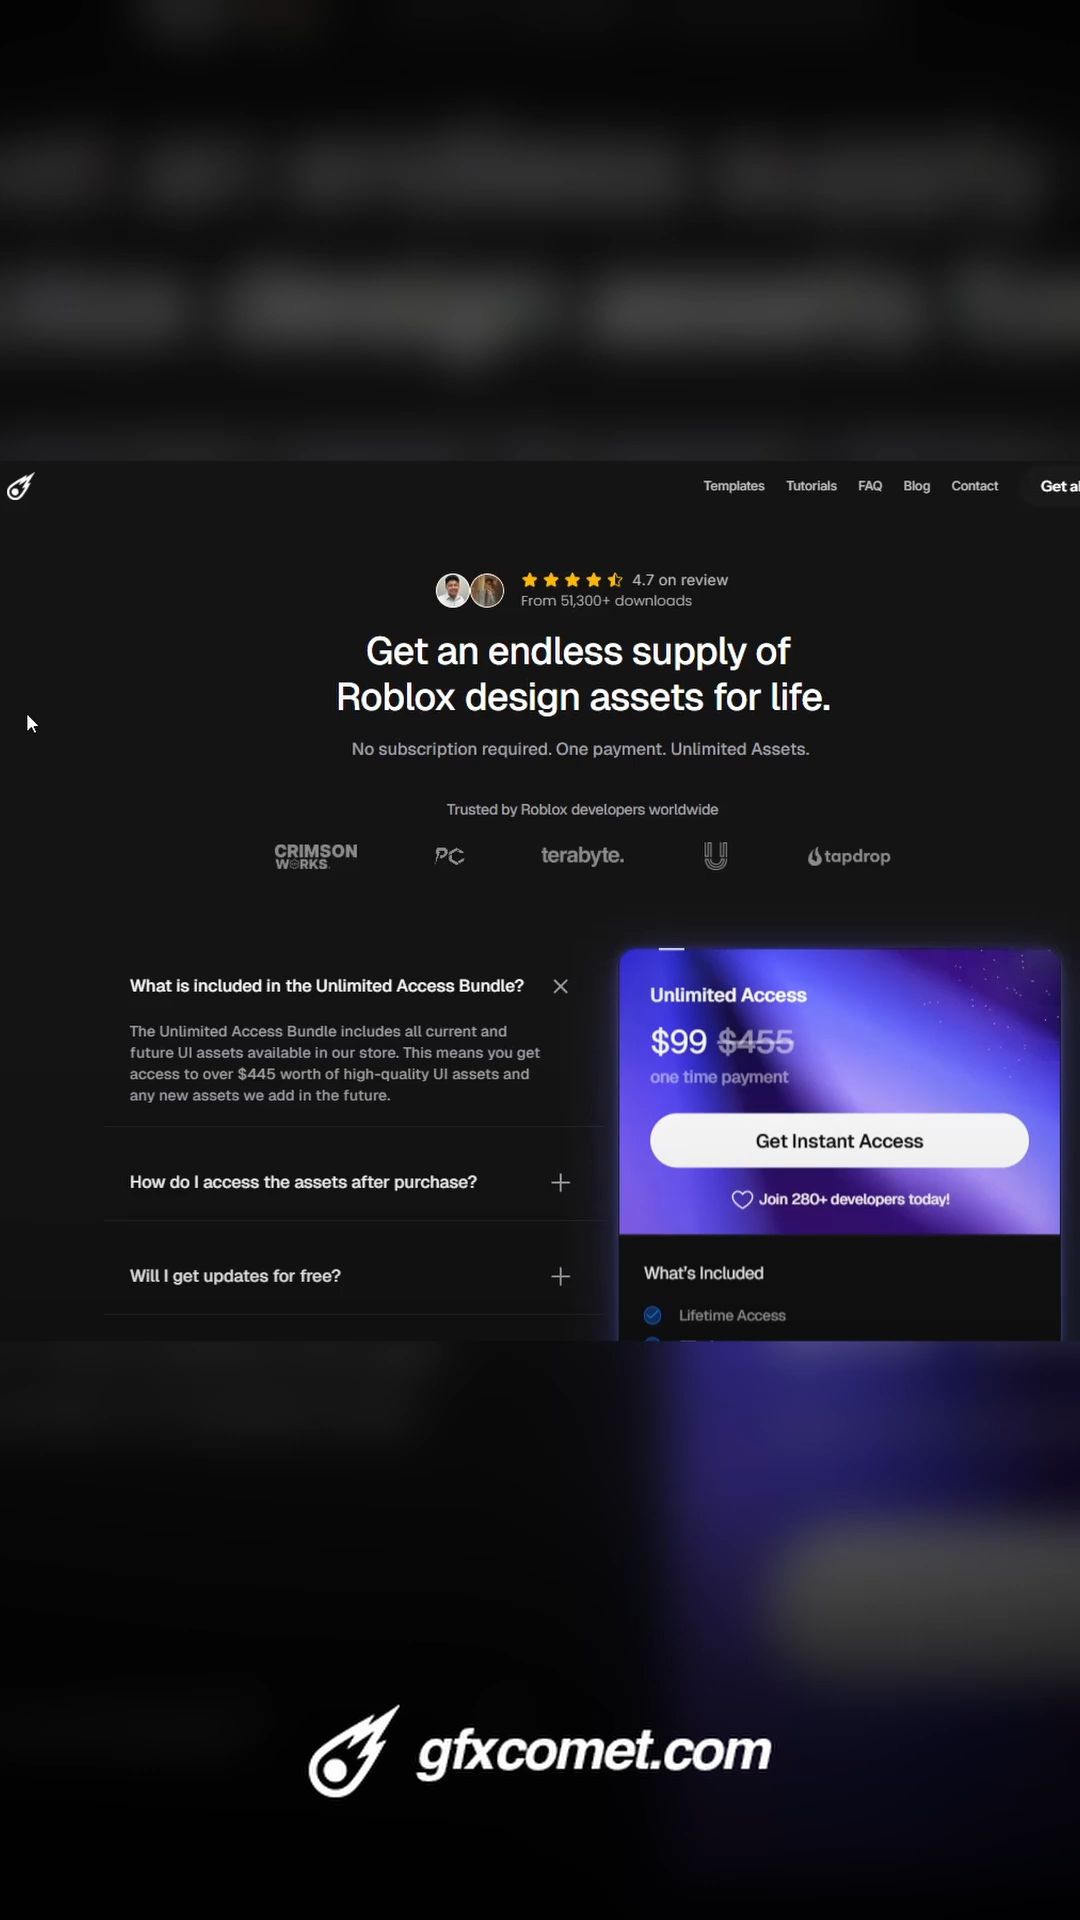 Templates Tutorials FAQ Blog Contact Get al
4.7 on review
From 51,300+ downloads
Get an endless supply of
Roblox design assets for life.
No subscription required. One payment. Unlimited Assets.
Trusted by Roblox developers worldwide
CRIMSON
WORKS.
PC
terabyte.
U
tapdrop
What is included in the Unlimited Access Bundle?
The Unlimited Access Bundle includes all current and
future UI assets available in our store. This means you get
access to over $445 worth of high-quality UI assets and
any new assets we add in the future.
How do I access the assets after purchase?
Will I get updates for free?
Unlimited Access
$99 $455
one time payment
Get Instant Access
Join 280+ developers today!
What's Included
Lifetime Access
gfxcomet.com